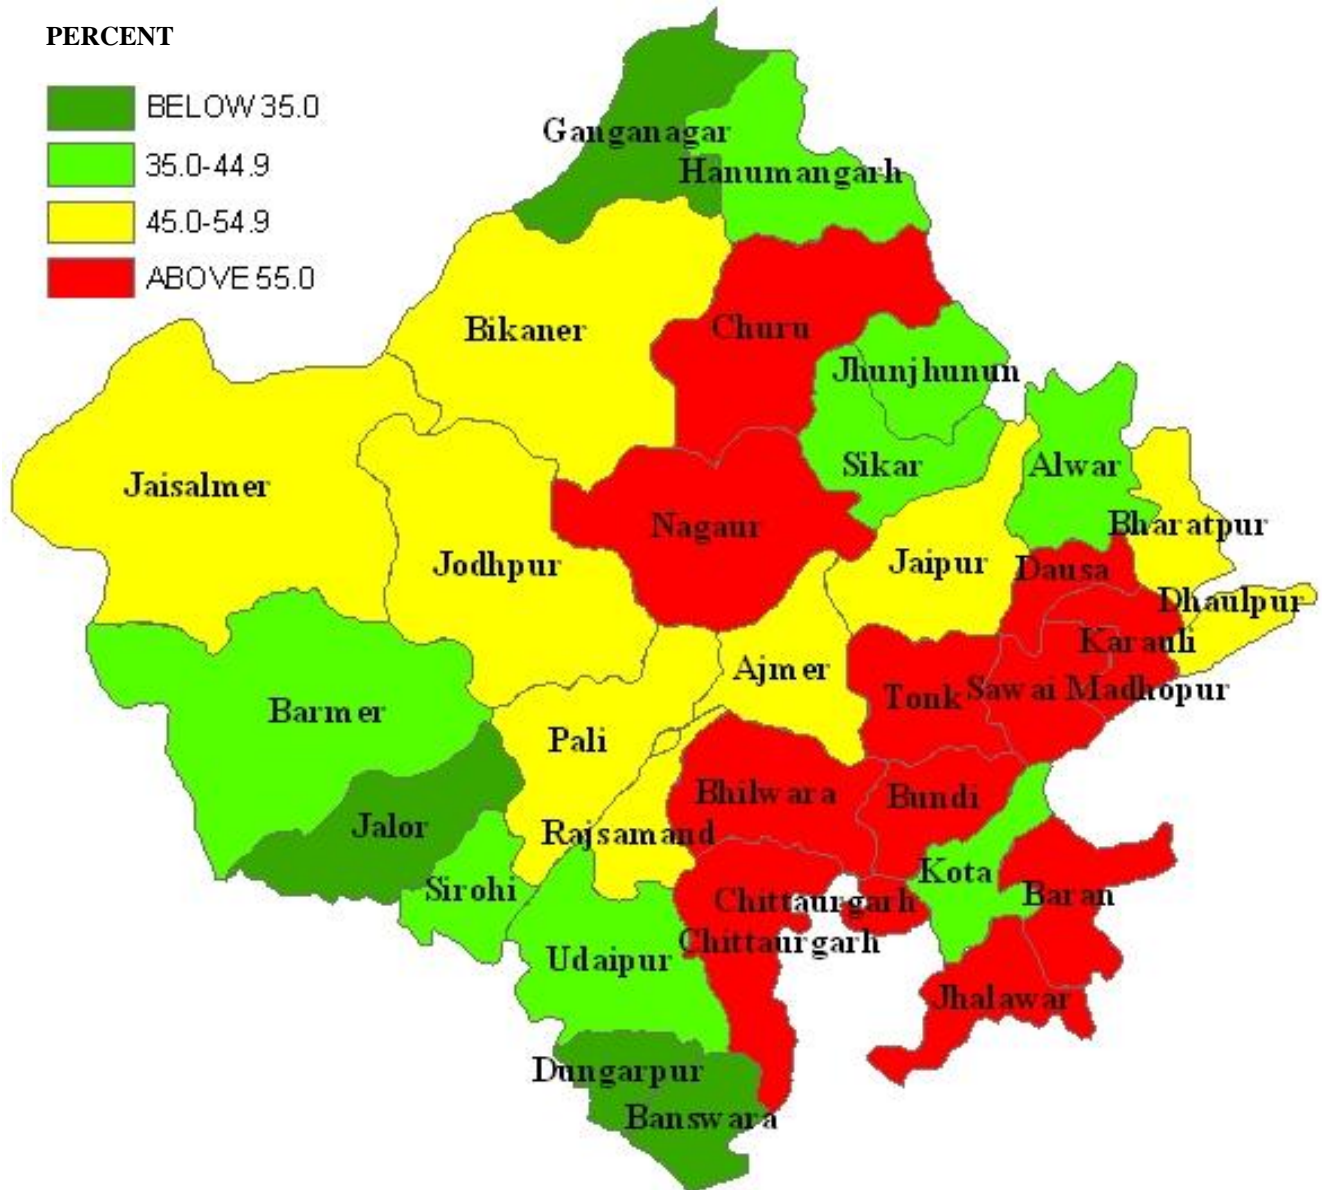 PERCENT
BELOW 35.0
35.0-44.9
45.0-54.9
ABOVE 55.0
Ganganagar
Hanumangarh
Bikaner
Churu
Jhunjhunun
Sikar
Alwar
Jaisalmer
Nagaur
Bharatpur
Jodhpur
Jaipur
Dausa
Dhaulpur
Karauli
Ajmer
Tonk
Sawai Madhopur
Barmer
Pali
Bhilwara
Bundi
Jalor
Rajsamand
Kota
Sirohi
Baran
Chittaurgarh
Chittaurgarh
Udaipur
Jhalawar
Dungarpur
Banswara